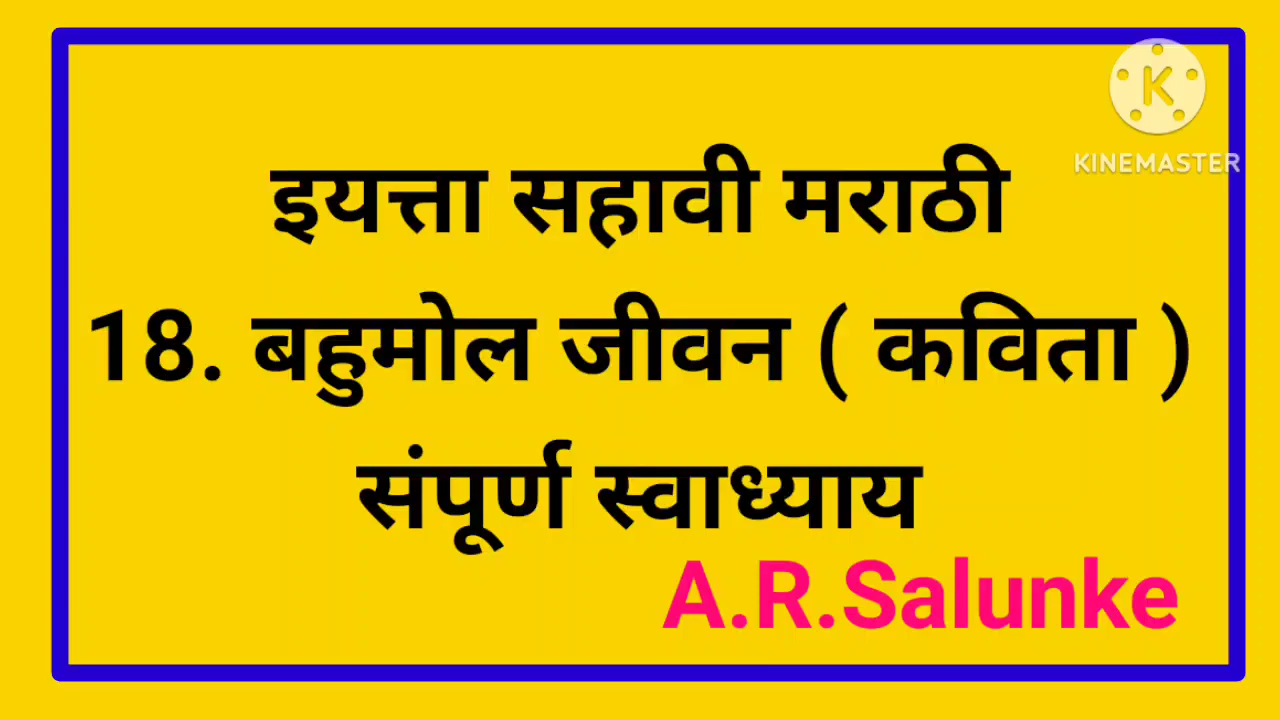 K
KINEMASTER
इयत्ता सहावी मराठी
18. बहुमोल जीवन ( कविता )
संपूर्ण स्वाध्याय
A.R.Salunke